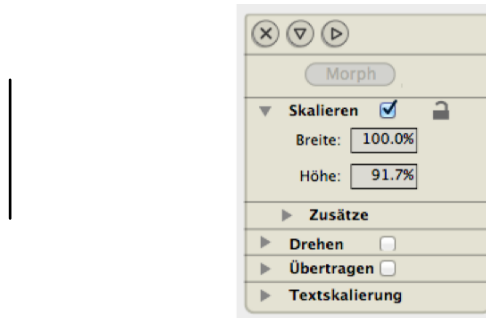 Morph
Skalieren
Breite: 100.0%
Höhe: 91.7%
Zusätze
Drehen
Übertragen
Textskalierung